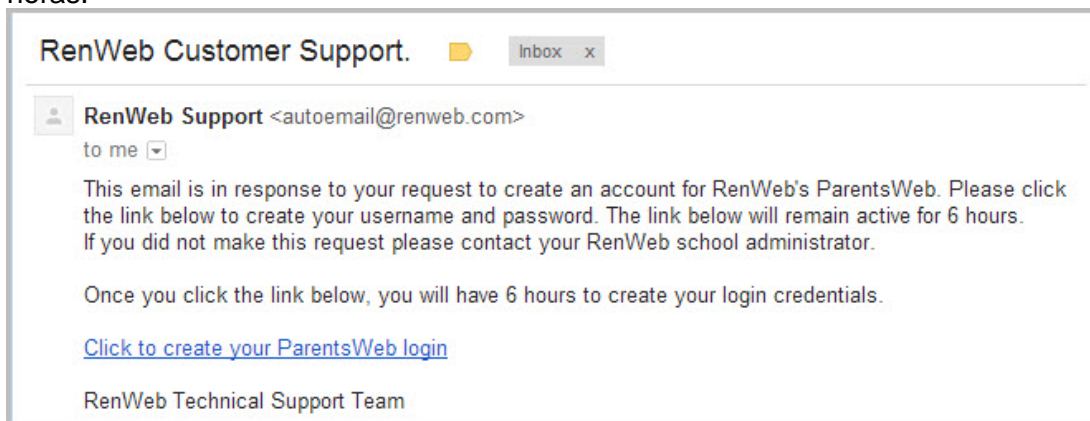 horas.
RenWeb Customer Support. Inbox x
RenWeb Support <autoemail@renweb.com>
to me
This email is in response to your request to create an account for RenWeb's ParentsWeb. Please click
the link below to create your username and password. The link below will remain active for 6 hours.
If you did not make this request please contact your RenWeb school administrator.
Once you click the link below, you will have 6 hours to create your login credentials.
Click to create your ParentsWeb login
RenWeb Technical Support Team